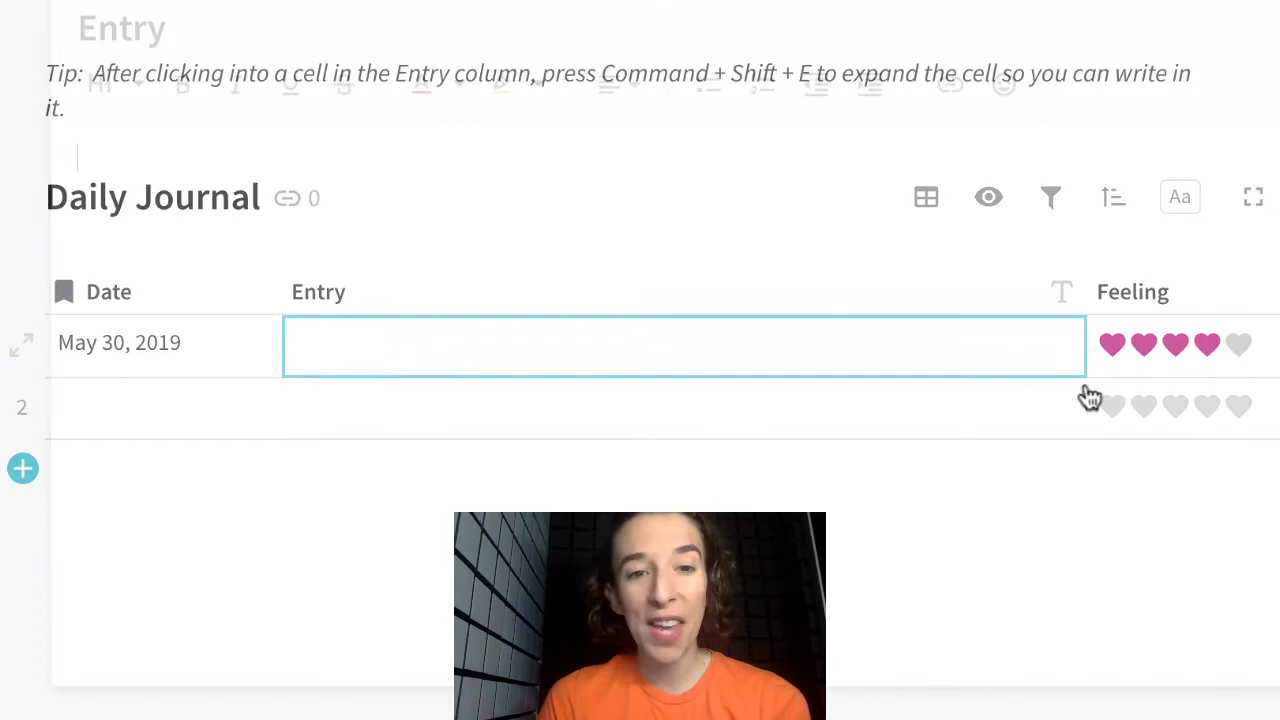 Entry
Tip: After clicking into a cell in the Entry column, press Command + Shift + E to expand the cell so you can write in
it.
H1 B I U S A
Daily Journal 0
Aa
Date Entry T Feeling
May 30, 2019
2